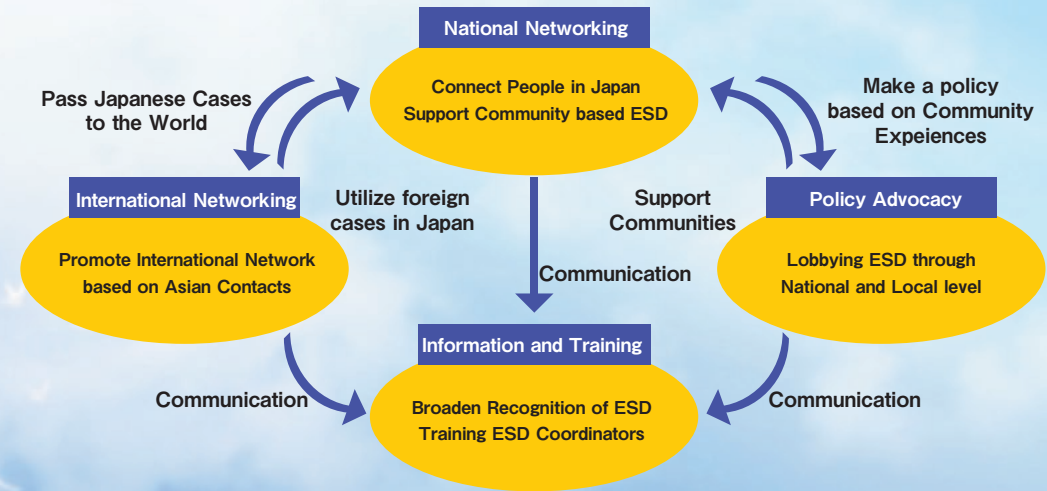 National Networking
Connect People in Japan
Support Community based ESD
Pass Japanese Cases
to the World
Make a policy
based on Community
Expeiences
International Networking
Utilize foreign
cases in Japan
Support
Communities
Policy Advocacy
Promote International Network
based on Asian Contacts
Lobbying ESD through
National and Local level
Communication
Information and Training
Communication
Broaden Recognition of ESD
Training ESD Coordinators
Communication